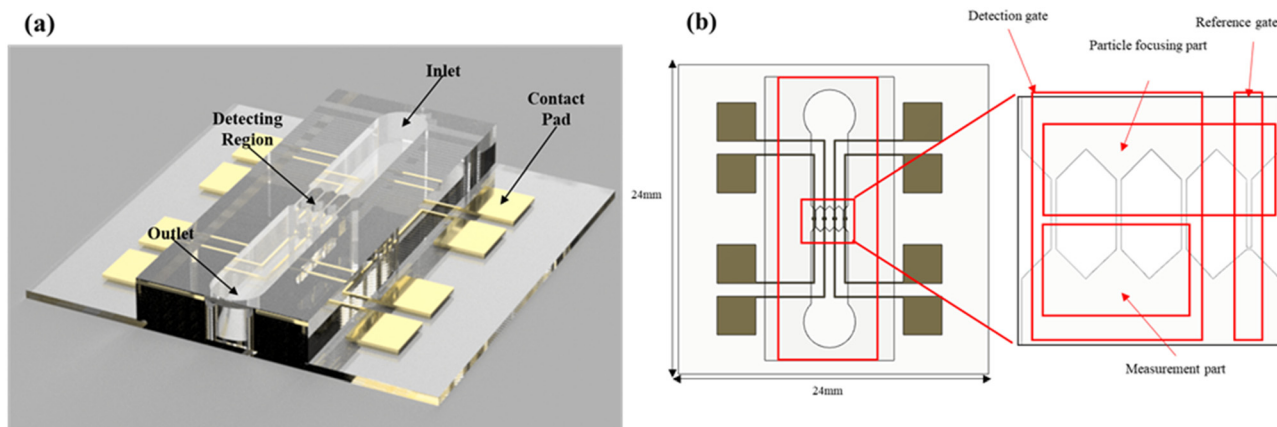 (a)
Inlet
Contact
Pad
Detecting
Region
Outlet
(b)
Detection gate
Reference gate
Particle focusing part
24mm
24mm
Measurement part